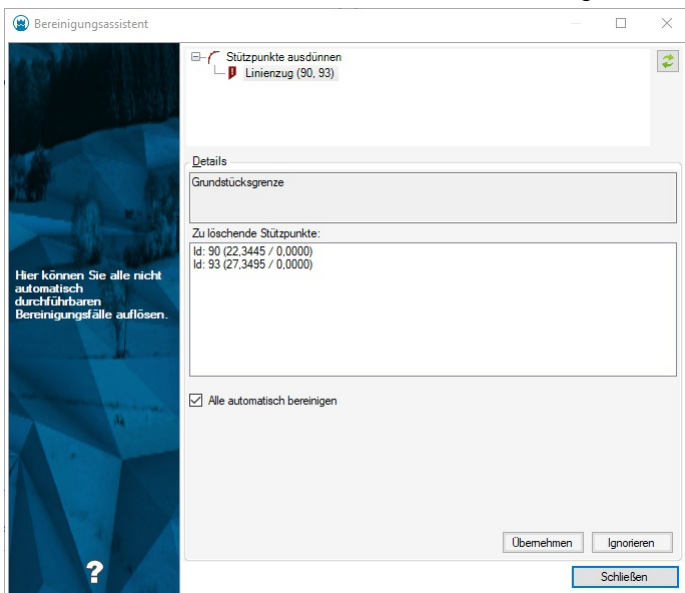 Bereinigungsassistent
Stützpunkte ausdünnen
Linienzug (90, 93)
Details
Grundstücksgrenze
Zu löschende Stützpunkte:
Id: 90 (22,3445 / 0,0000)
Id: 93 (27,3495 / 0,0000)
Hier können Sie alle nicht
automatisch
durchführbaren
Bereinigungsfälle auflösen.
Alle automatisch bereinigen
Übernehmen
Ignorieren
?
Schließen